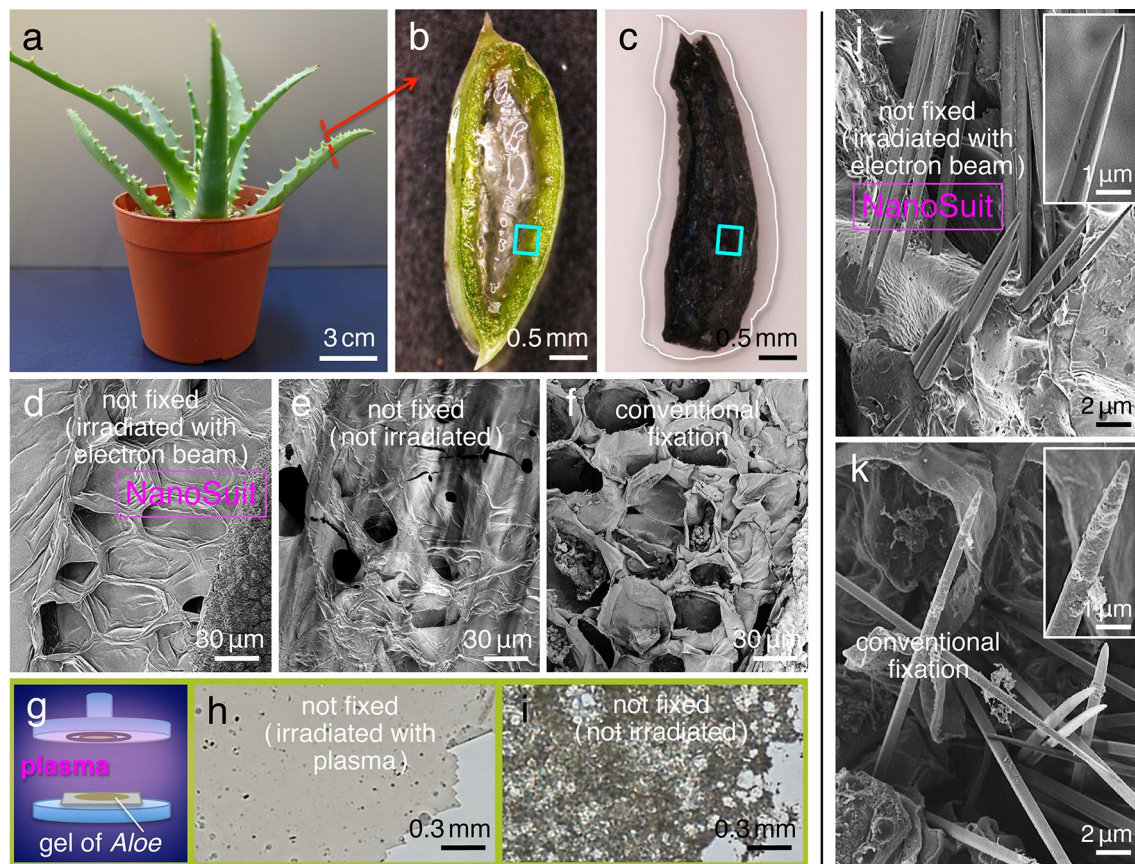 a
3 cm
b
0.5 mm
c
0.5 mm
d
not fixed
(irradiated with
electron beam)
NanoSuit
30 µm
e
not fixed
(not irradiated)
30 µm
f
conventional
fixation
30 µm
g
plasma
gel of Aloe
h
not fixed
(irradiated with
plasma)
0.3 mm
i
not fixed
(not irradiated)
0.3 mm
j
not fixed
(irradiated with
electron beam)
NanoSuit
1 µm
2 µm
k
conventional
fixation
1 µm
2 µm